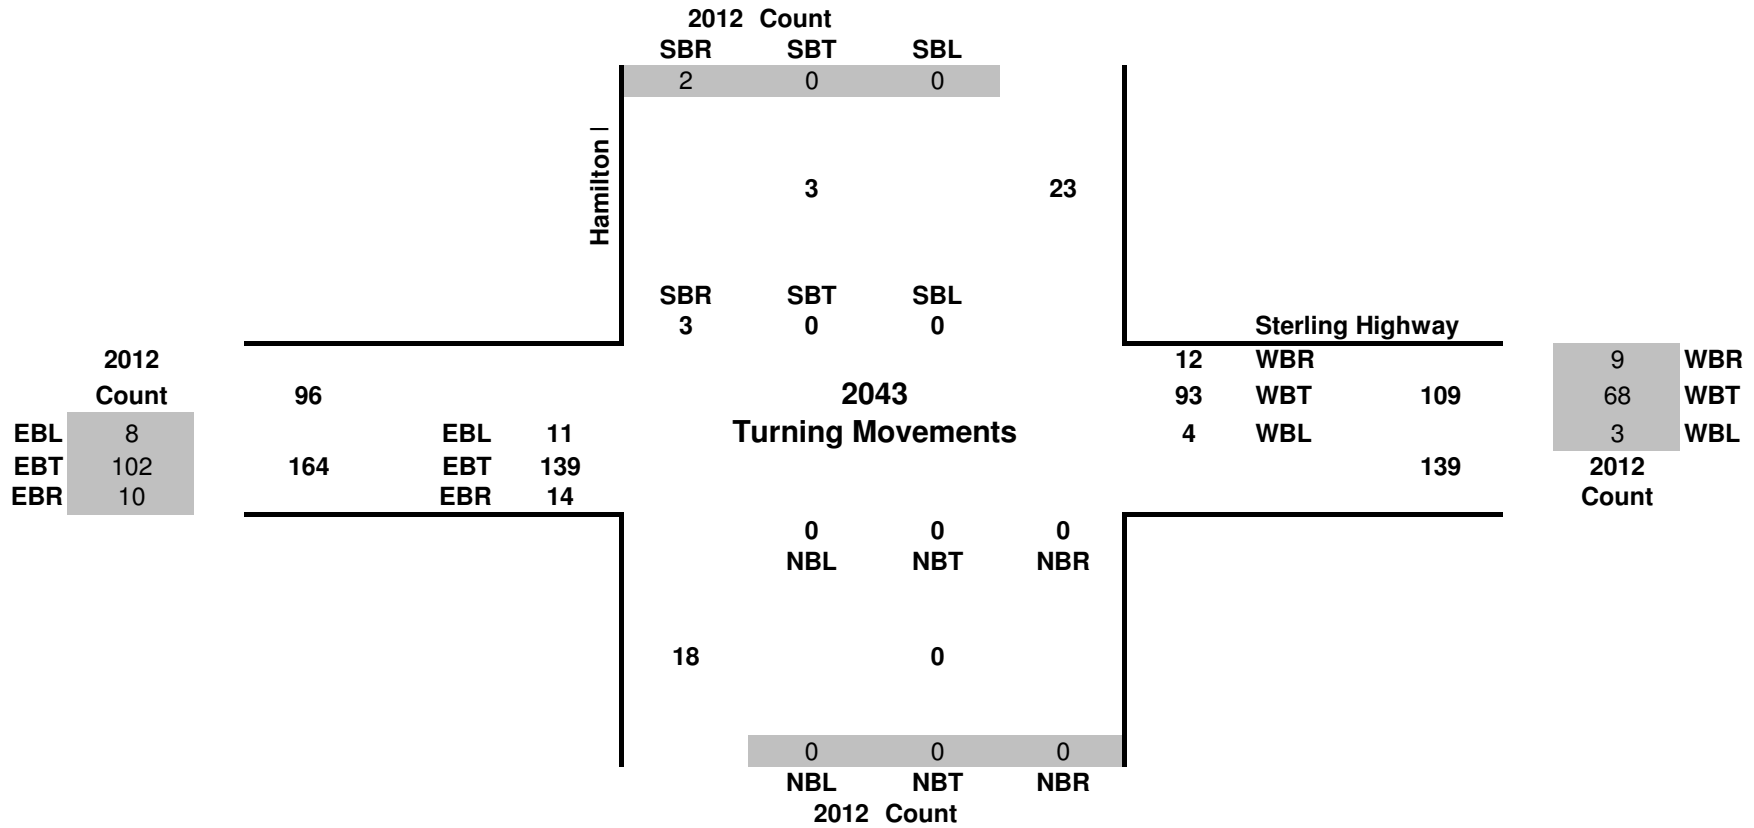 2012 Count
SBR SBT SBL
2 0 0
Hamilton l
3 23
SBR SBT SBL
3 0 0
Sterling Highway
2012 12 WBR 9 WBR
Count 96 2043 93 WBT 109 68 WBT
EBL 8 EBL 11 Turning Movements 4 WBL 3 WBL
EBT 102 164 EBT 139 139 2012
EBR 10 EBR 14 Count
0 0 0
NBL NBT NBR
18 0
0 0 0
NBL NBT NBR
2012 Count